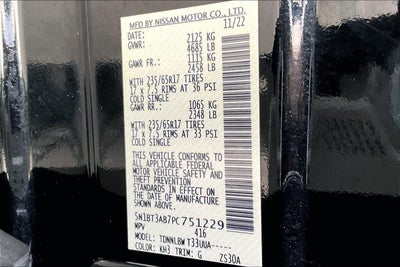 MFD BY NISSAN MOTOR CO., LTD.
DATE: 11/22
GVWR: 2125 KG
4685 LB
GAWR FR.: 1115 KG
2458 LB
WITH 235/65R17 TIRES
17 x 7.5 RIMS AT 36 PSI
COLD SINGLE
GAWR RR.: 1065 KG
2348 LB
WITH 235/65R17 TIRES
17 x 7.5 RIMS AT 33 PSI
COLD SINGLE
THIS VEHICLE CONFORMS TO
ALL APPLICABLE FEDERAL
MOTOR VEHICLE SAFETY AND
THEFT PREVENTION
STANDARDS IN EFFECT ON
THE DATE OF MANUFACTURE
SHOWN ABOVE.
5N1BT3AB7PC751229
MPV 416
MODEL: TDNNLBW T33UUA-----
COLOR: KH3 TRIM: G ZS30A